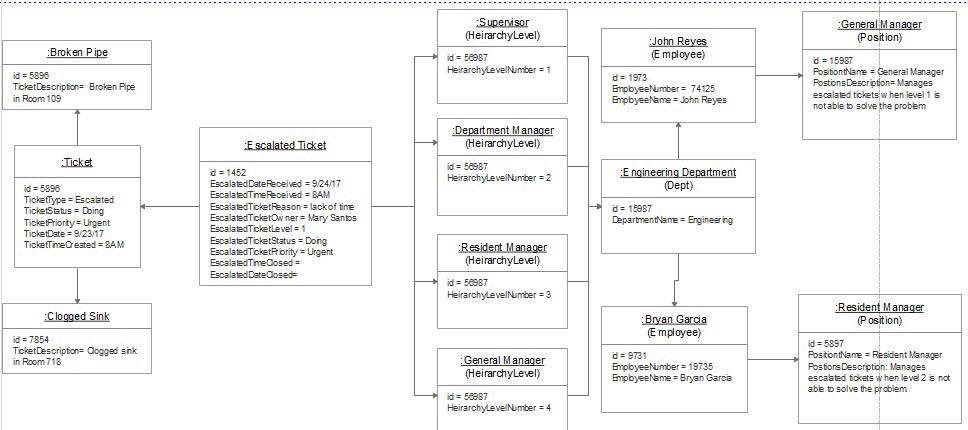 :Broken Pipe
id = 5896
TicketDescription= Broken Pipe
in Room 109
:Ticket
id = 5896
TicketType = Escalated
TicketStatus = Doing
TicketPriority = Urgent
TicketDate = 9/23/17
TicketTimeCreated = 8AM
:Clogged Sink
id = 7854
TicketDescription= Clogged sink
in Room 718
:Escalated Ticket
id = 1452
EscalatedDateReceived = 9/24/17
EscalatedTimeReceived = 8AM
EscalatedTicketReason = lack of time
EscalatedTicketOwner = Mary Santos
EscalatedTicketLevel = 1
EscalatedTicketStatus = Doing
EscalatedTicketPriority = Urgent
EscalatedTimeClosed =
EscalatedDateClosed=
:Supervisor
(HeirarchyLevel)
id = 56987
HeirarchyLevelNumber = 1
:Department Manager
(HeirarchyLevel)
id = 56987
HeirarchyLevelNumber = 2
:Resident Manager
(HeirarchyLevel)
id = 56987
HeirarchyLevelNumber = 3
:General Manager
(HeirarchyLevel)
id = 56987
HeirarchyLevelNumber = 4
:John Reyes
(Employee)
id = 1973
EmployeeNumber = 74125
EmployeeName = John Reyes
:Engineering Department
(Dept)
id = 15987
DepartmentName = Engineering
:Bryan Garcia
(Employee)
id = 9731
EmployeeNumber = 19735
EmployeeName = Bryan Garcia
:General Manager
(Position)
id = 15987
PositionName = General Manager
PostionsDescription= Manages
escalated tickets when level 1 is
not able to solve the problem
:Resident Manager
(Position)
id = 5897
PositiontName = Resident Manager
PostionsDescription: Manages
escalated tickets when level 2 is not
able to solve the problem